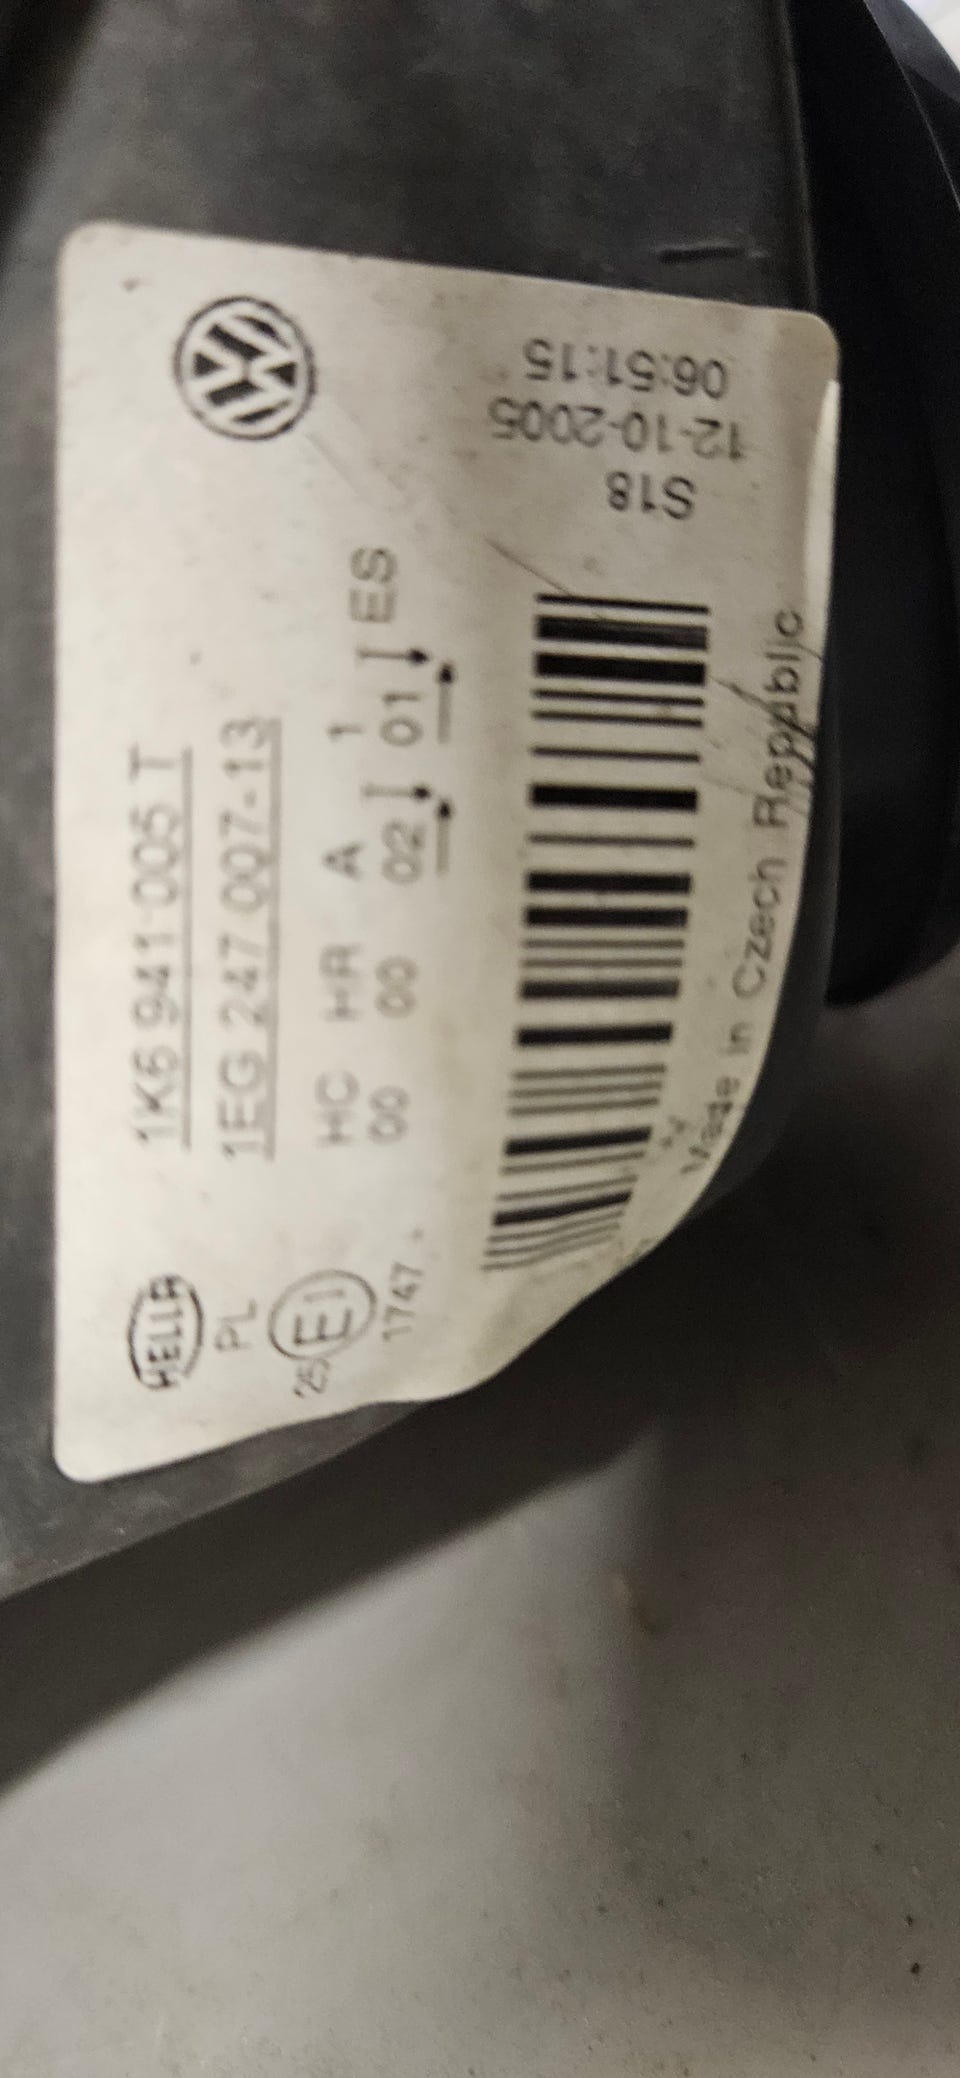 HELLA
1K6 941 005 T
PL
1EG 247 007-13
E1
HC HR A 1
25
00 00 02 01 ES
1747
S18
12-10-2005
06:51:15
Made in Czech Republic